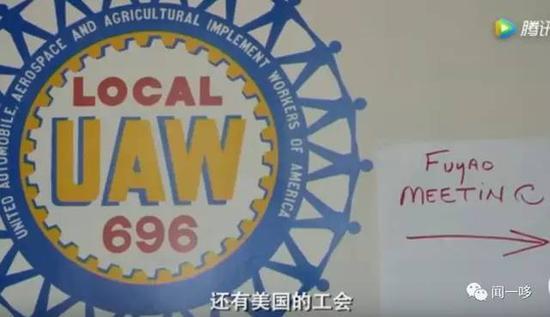 腾讯
UNITED AUTOMOBILE, AEROSPACE AND AGRICULTURAL IMPLEMENT WORKERS OF AMERICA
LOCAL
UAW
696
FUYAO
MEETING
还有美国的工会
闻一哆